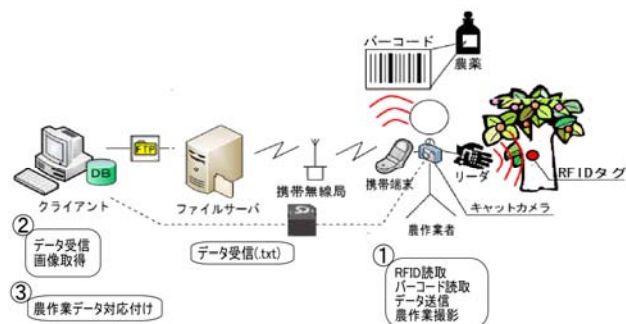 バーコード
農薬
FTP
DB
SD
クライアント
ファイルサーバ
携帯無線局
携帯端末
リーダ
RFIDタグ
キャットカメラ
農作業者
データ受信(.txt)
①
RFID読取
バーコード読取
データ送信
農作業撮影
②
データ受信
画像取得
③
農作業データ対応付け